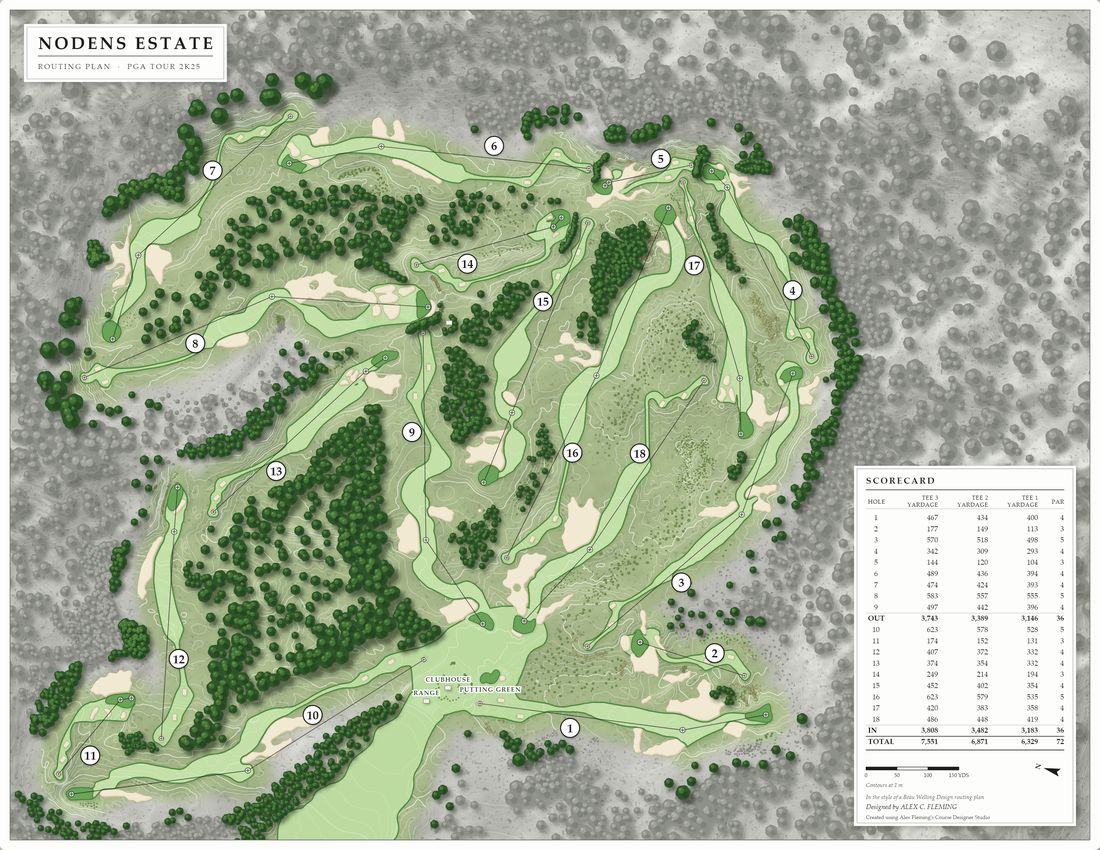 NODENS ESTATE
ROUTING PLAN · PGA TOUR 2K25
6
5
7
14
17
4
15
8
9
16
18
13
3
2
12
CLUBHOUSE
RANGE
PUTTING GREEN
10
1
11
SCORECARD
HOLE TEE 3 YARDAGE TEE 2 YARDAGE TEE 1 YARDAGE PAR
1 467 434 400 4
2 177 149 113 3
3 570 518 498 5
4 342 309 293 4
5 144 120 104 3
6 489 436 394 4
7 474 424 393 4
8 583 557 555 5
9 497 442 396 4
OUT 3,743 3,389 3,146 36
10 623 578 528 5
11 174 152 131 3
12 407 372 332 4
13 374 354 332 4
14 249 214 194 3
15 452 402 354 4
16 623 579 535 5
17 420 383 358 4
18 486 448 419 4
IN 3,808 3,482 3,183 36
TOTAL 7,551 6,871 6,329 72
0 50 100 150 YDS
N
Contours at 1 m
In the style of a Beau Welling Design routing plan
Designed by ALEX C. FLEMING
Created using Alex Fleming's Course Designer Studio